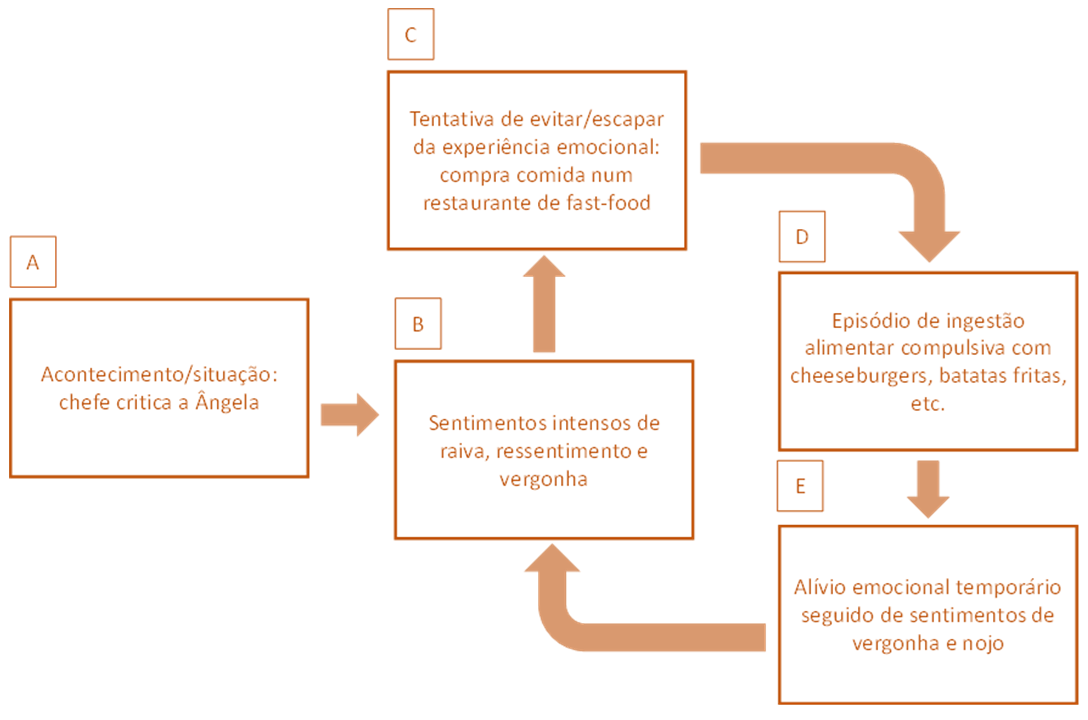 A
Acontecimento/situação:
chefe critica a Ângela
B
Sentimentos intensos de
raiva, ressentimento e
vergonha
C
Tentativa de evitar/escapar
da experiência emocional:
compra comida num
restaurante de fast-food
D
Episódio de ingestão
alimentar compulsiva com
cheeseburgers, batatas fritas,
etc.
E
Alívio emocional temporário
seguido de sentimentos de
vergonha e nojo